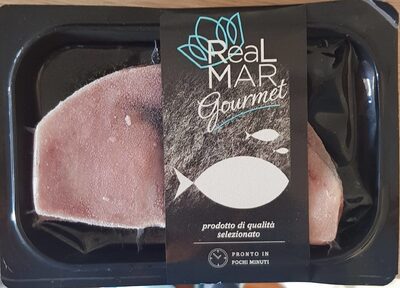 ReaL
MAR
Gourmet
prodotto di qualità
selezionato
PRONTO IN
POCHI MINUTI